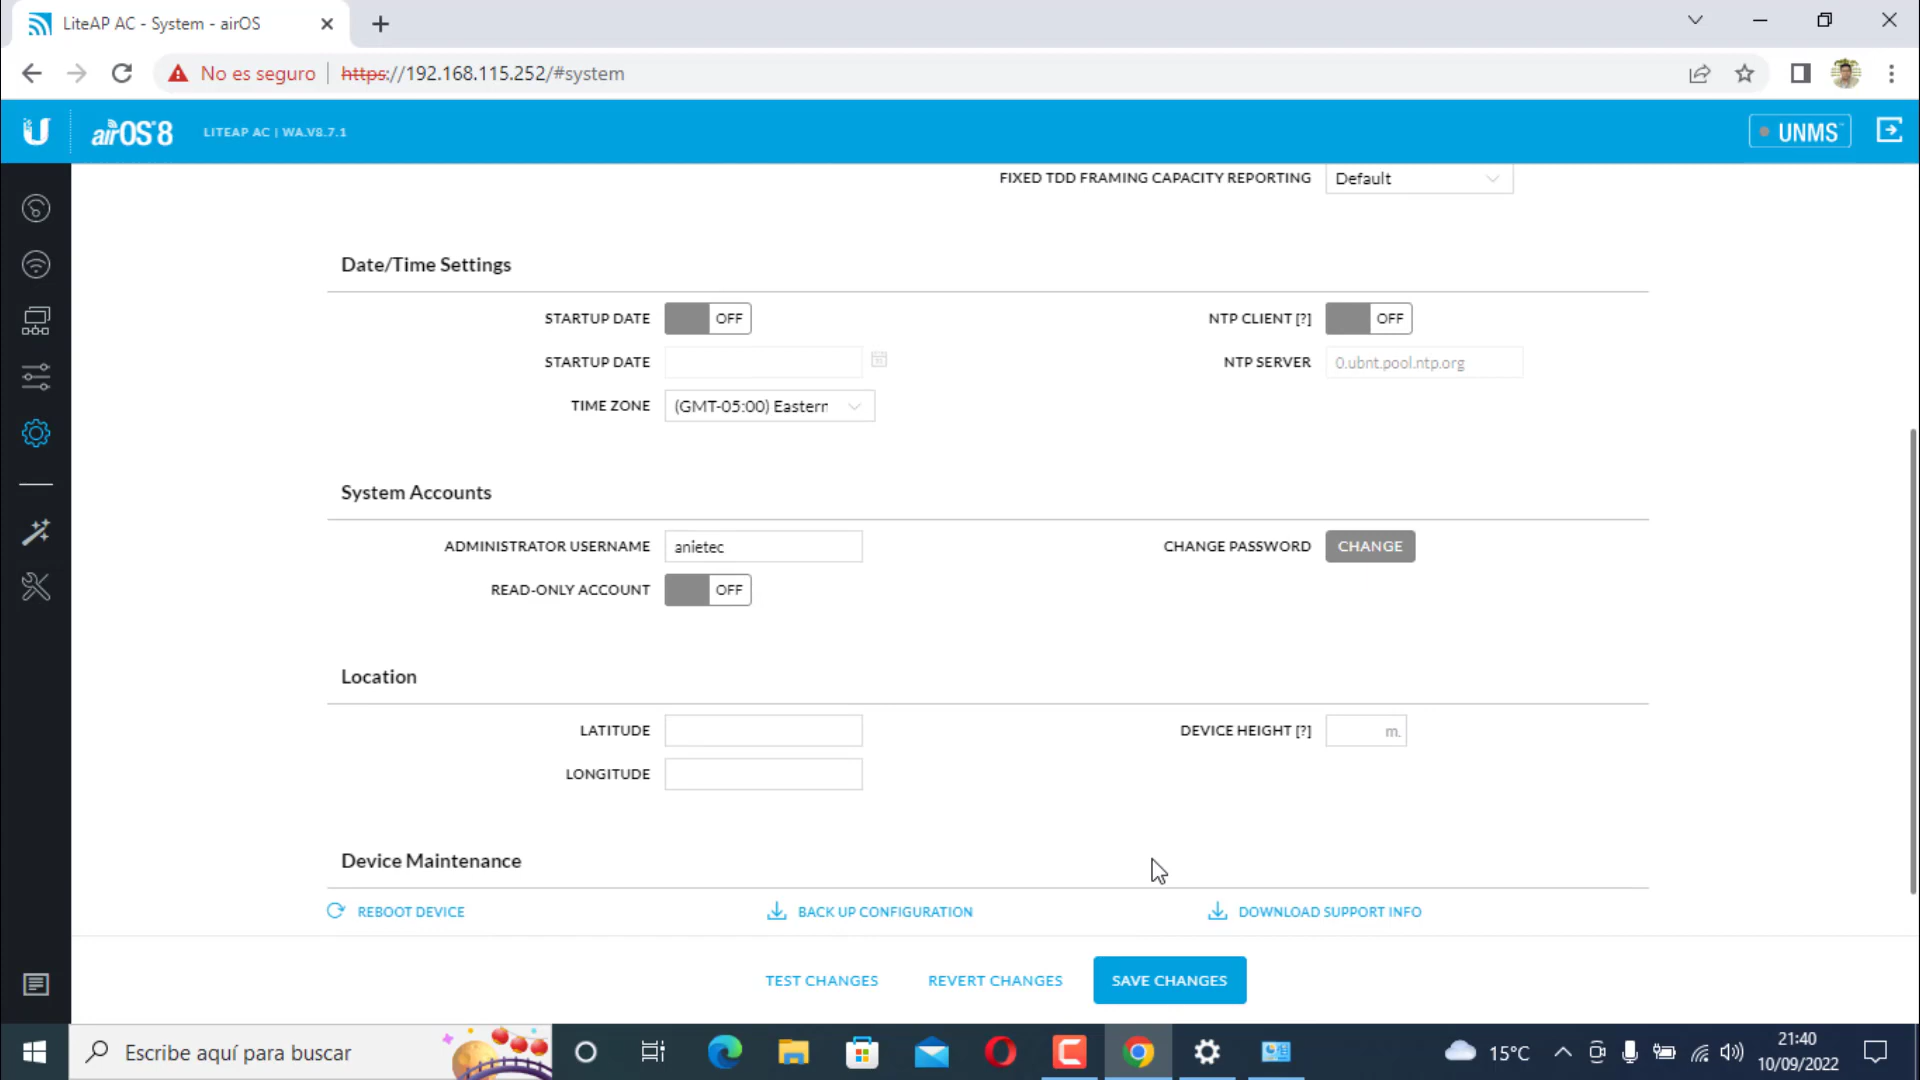 LiteAP AC - System - airOS
No es seguro | https://192.168.115.252/#system
airOS 8 LITEAP AC | WA.V8.7.1 UNMS
FIXED TDD FRAMING CAPACITY REPORTING Default
Date/Time Settings
STARTUP DATE OFF NTP CLIENT [?] OFF
STARTUP DATE NTP SERVER 0.ubnt.pool.ntp.org
TIME ZONE (GMT-05:00) Eastern
System Accounts
ADMINISTRATOR USERNAME anietec CHANGE PASSWORD CHANGE
READ-ONLY ACCOUNT OFF
Location
LATITUDE DEVICE HEIGHT [?] m.
LONGITUDE
Device Maintenance
REBOOT DEVICE BACK UP CONFIGURATION DOWNLOAD SUPPORT INFO
TEST CHANGES REVERT CHANGES SAVE CHANGES
Escribe aquí para buscar 15°C 21:40
10/09/2022